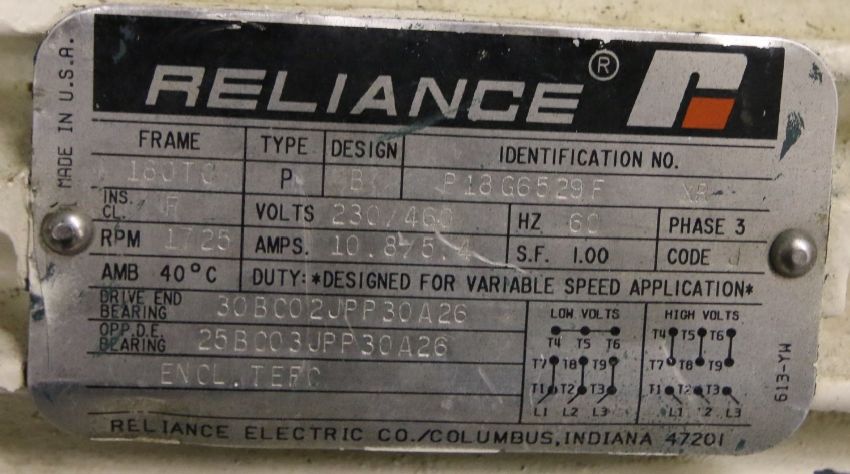 RELIANCE ®
MADE IN U.S.A.
FRAME TYPE DESIGN IDENTIFICATION NO.
180TC P B P18G6529F XR
INS. CL. F VOLTS 230/460 HZ 60 PHASE 3
RPM 1725 AMPS. 10.8/5.4 S.F. 1.00 CODE J
AMB 40°C DUTY: *DESIGNED FOR VARIABLE SPEED APPLICATION*
DRIVE END BEARING 30BC02JPP30A26
OPP.D.E. BEARING 25BC03JPP30A26
ENCL.TEFC
LOW VOLTS HIGH VOLTS
T4 T5 T6 T4 T5 T6
T7 T8 T9 T7 T8 T9
T1 T2 T3 T1 T2 T3
L1 L2 L3 L1 L2 L3
613-YW
RELIANCE ELECTRIC CO./COLUMBUS, INDIANA 47201